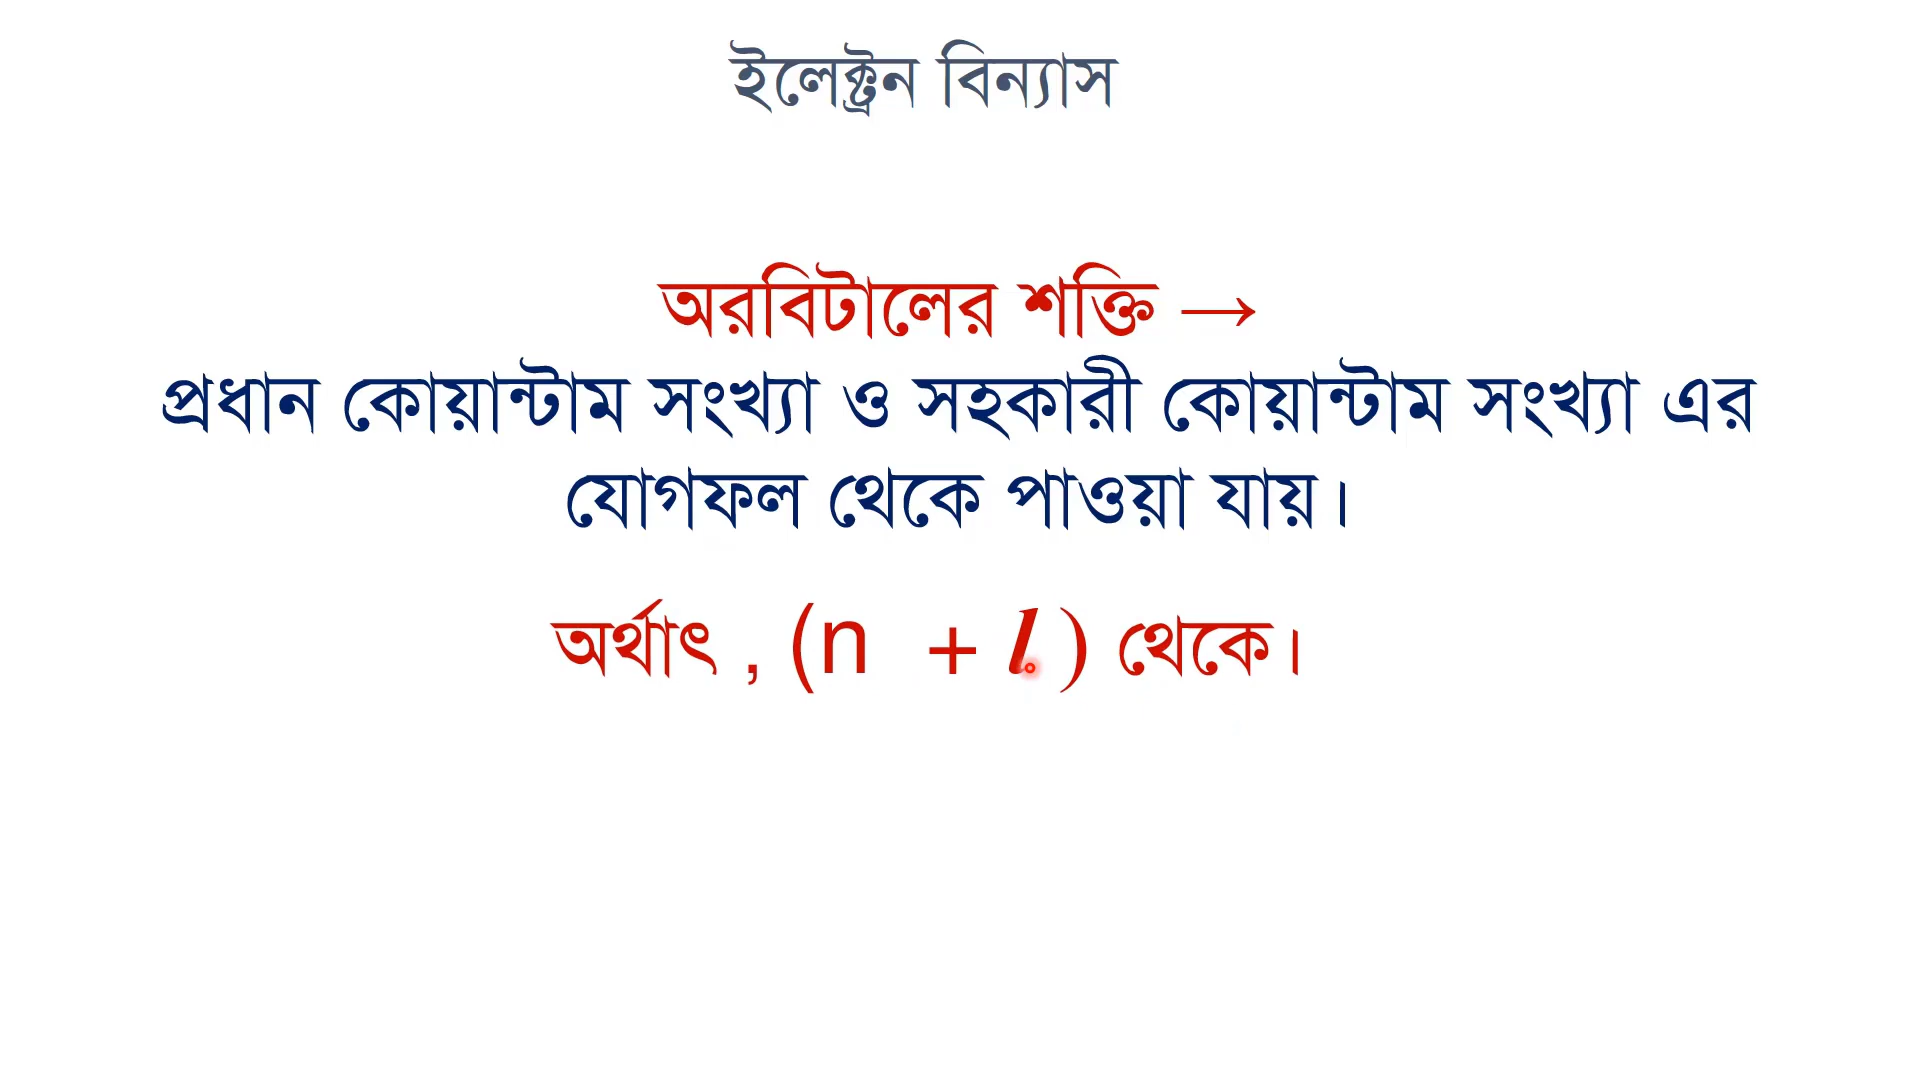 ইলেক্ট্রন বিন্যাস
অরবিটালের শক্তি →
প্রধান কোয়ান্টাম সংখ্যা ও সহকারী কোয়ান্টাম সংখ্যা এর
যোগফল থেকে পাওয়া যায়।
অর্থাৎ , (n + l ) থেকে।